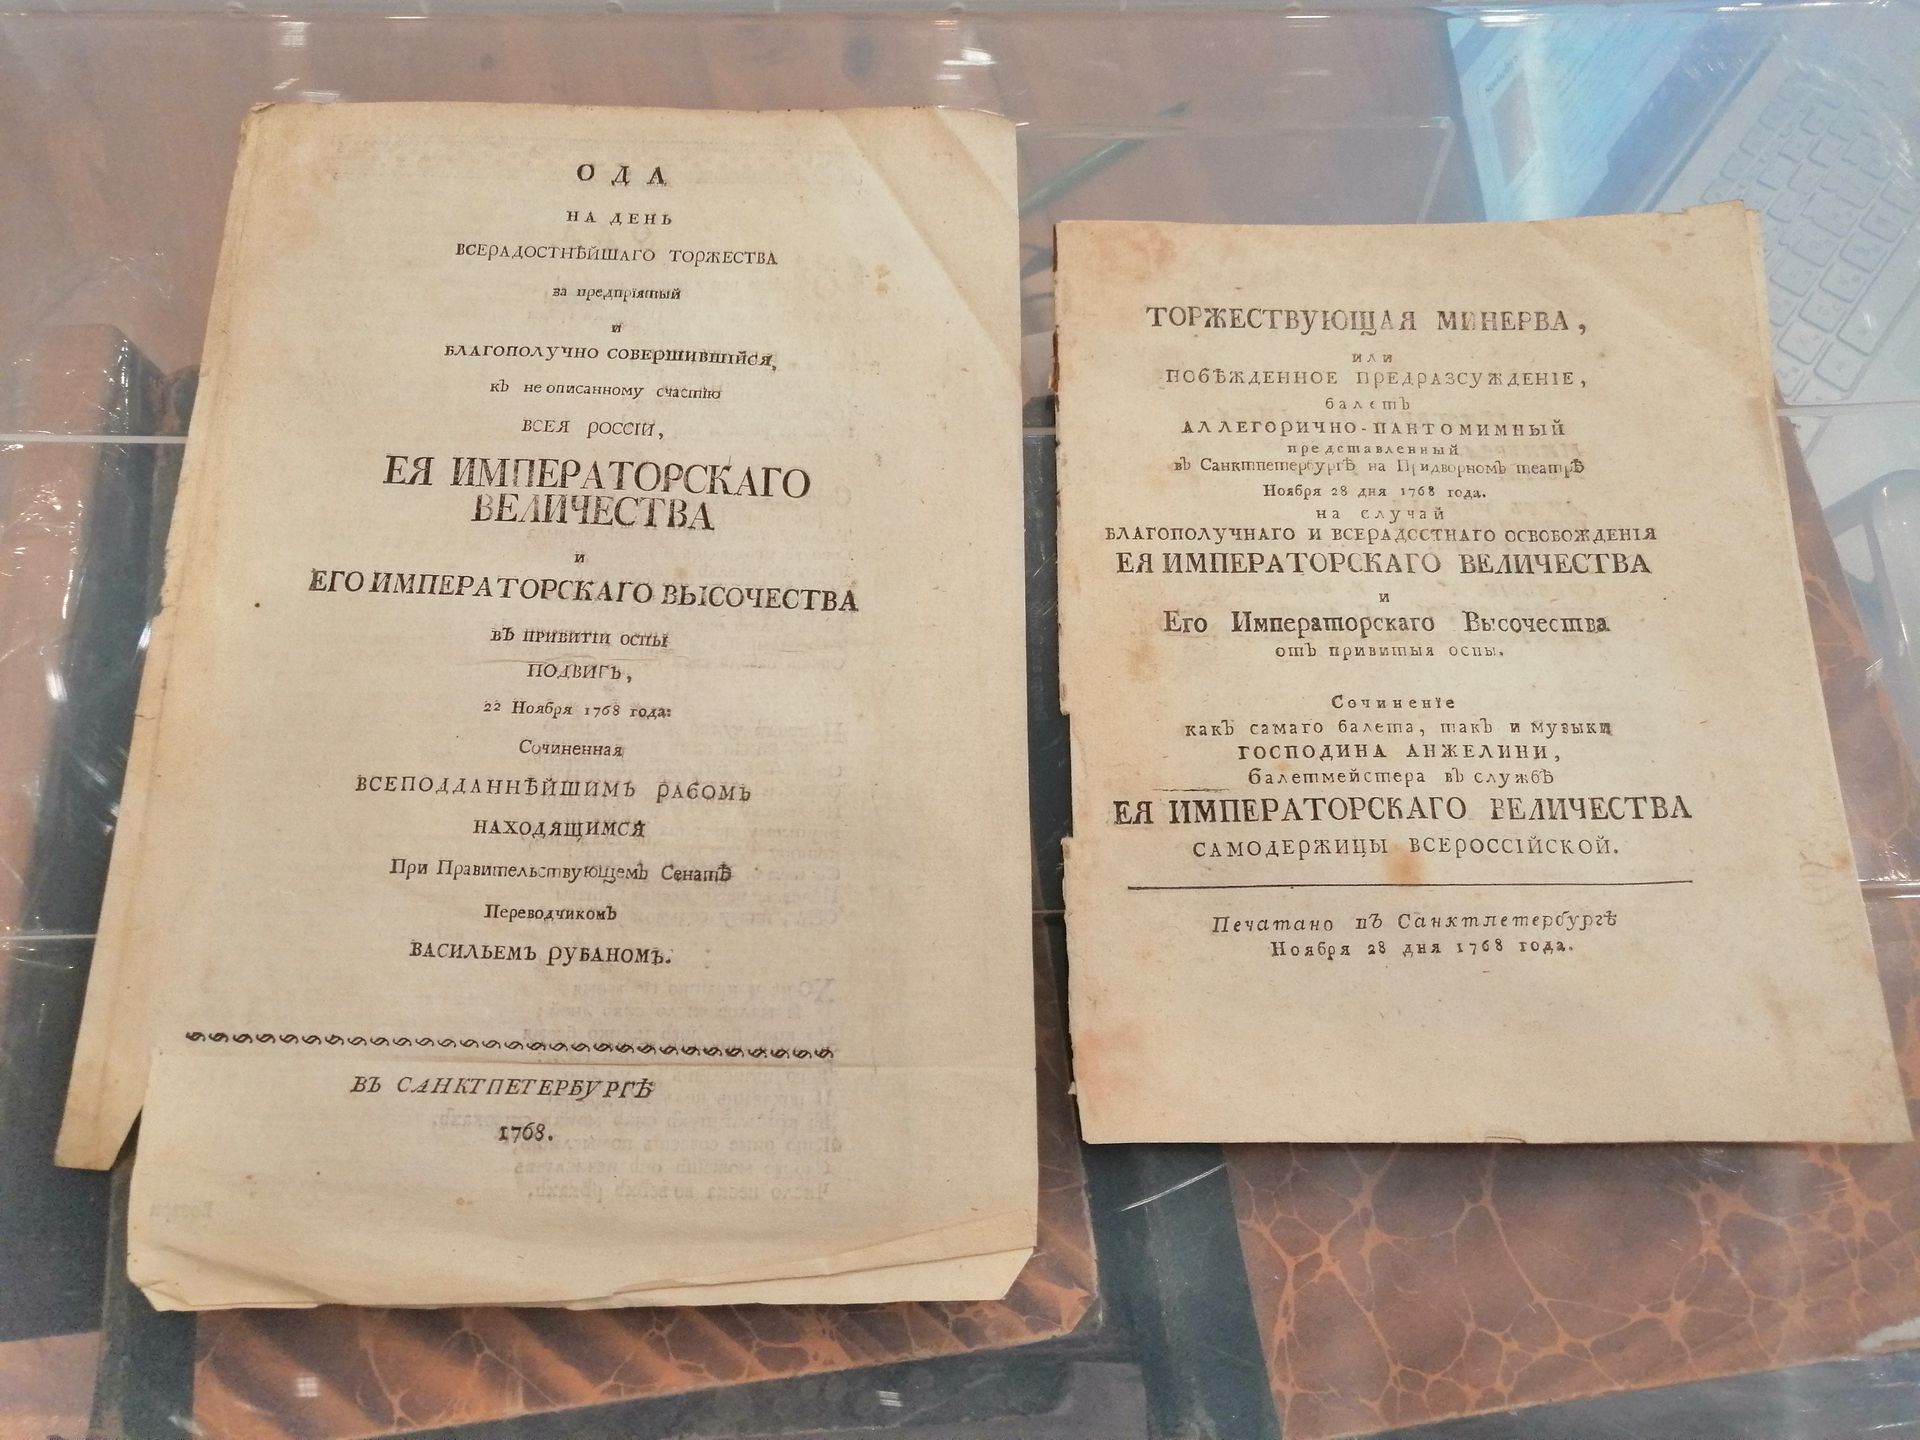 ОДА
НА ДЕНЬ
ВСЕРАДОСТНѢЙШАГО ТОРЖЕСТВА
за предпрїятый
и
БЛАГОПОЛУЧНО СОВЕРШИВШІЙСЯ,
кЪ не описанному счастїю
ВСЕЯ РОССІИ,
ЕЯ ИМПЕРАТОРСКАГО
ВЕЛИЧЕСТВА
и
ЕГО ИМПЕРАТОРСКАГО ВЫСОЧЕСТВА
вЪ ПРИВИТІИ ОСПЫ
ПОДВИГЪ,
22 Ноября 1768 года:
Сочиненная
ВСЕПОДДАННѢЙШИМЪ РАБОМЪ
НАХОДЯЩИМСЯ
При ПравительствующемЪ СенатѢ
ПереводчикомЪ
ВАСИЛЬЕМЪ РУБАНОМЪ.
ВЪ САНКТПЕТЕРБУРГѢ
1768.
ТОРЖЕСТВУЮЩАЯ МИНЕРВА,
или
ПОБѢЖДЕННОЕ ПРЕДРАЗСУЖДЕНІЕ,
балетЪ
АЛЛЕГОРИЧНО-ПАНТОМИМНЫЙ
представленный
вЪ СанктпетербургѢ на ПридворномЪ театрѢ
Ноября 28 дня 1768 года.
на случай
БЛАГОПОЛУЧНАГО И ВСЕРАДОСТНАГО ОСВОБОЖДЕНІЯ
ЕЯ ИМПЕРАТОРСКАГО ВЕЛИЧЕСТВА
и
Его Императорскаго Высочества
отЪ привитыя оспы.
Сочиненїе
какЪ самаго балета, такЪ и музыки
ГОСПОДИНА АНЖЕЛИНИ,
балетмейстера вЪ службѢ
ЕЯ ИМПЕРАТОРСКАГО ВЕЛИЧЕСТВА
САМОДЕРЖИЦЫ ВСЕРОССІЙСКОЙ.
Печатано вЪ СанктпетербургѢ
Ноября 28 дня 1768 года.